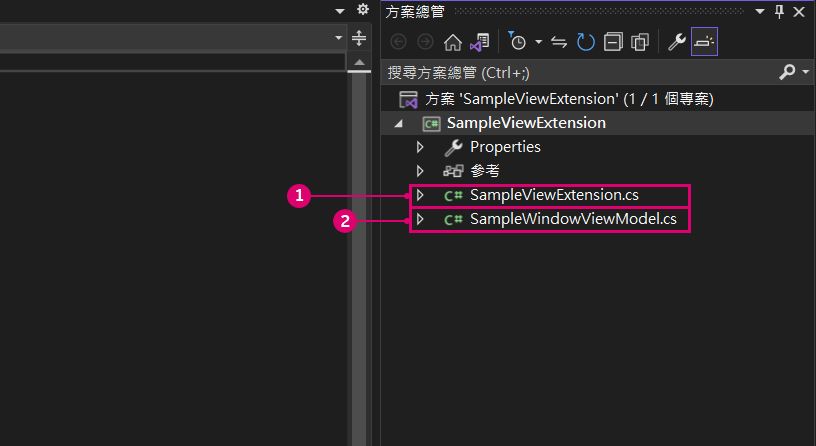 方案總管
搜尋方案總管 (Ctrl+;)
方案 'SampleViewExtension' (1 / 1 個專案)
C# SampleViewExtension
Properties
參考
1 C# SampleViewExtension.cs
2 C# SampleWindowViewModel.cs